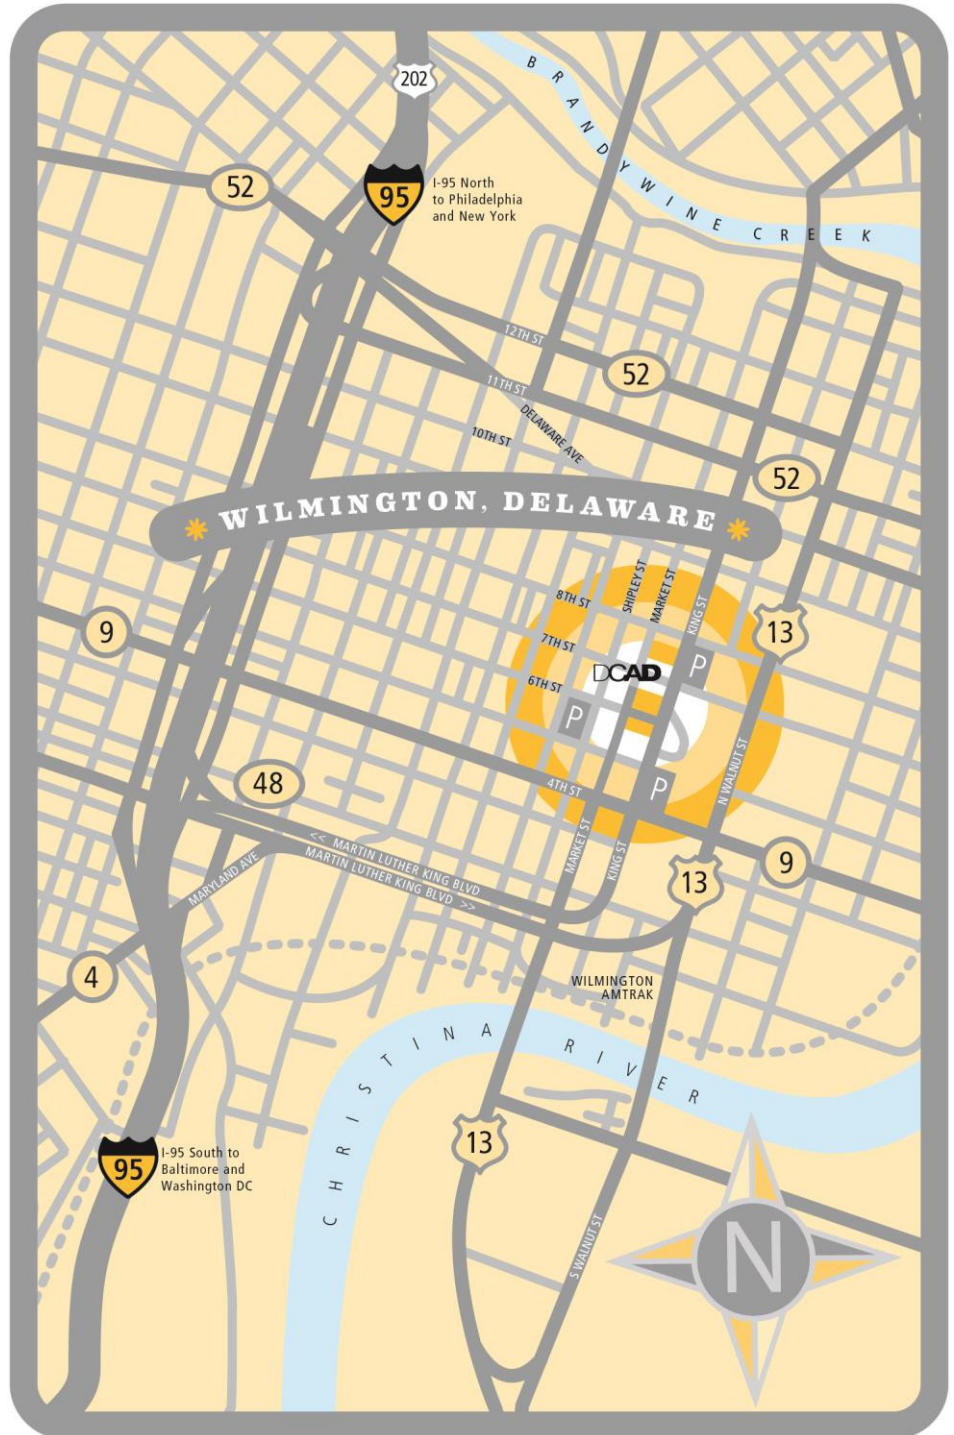 202
BRANDYWINE CREEK
52
95
I-95 North
to Philadelphia
and New York
12TH ST
52
11TH ST
DELAWARE AVE
10TH ST
52
WILMINGTON, DELAWARE
SHIPLEY ST
MARKET ST
8TH ST
KING ST
9
13
7TH ST
DCAD
P
6TH ST
P
N WALNUT ST
48
4TH ST
P
<< MARTIN LUTHER KING BLVD
MARTIN LUTHER KING BLVD >>
MARKET ST
KING ST
MARYLAND AVE
9
13
4
WILMINGTON
AMTRAK
CHRISTINA RIVER
13
95
I-95 South to
Baltimore and
Washington DC
S WALNUT ST
N